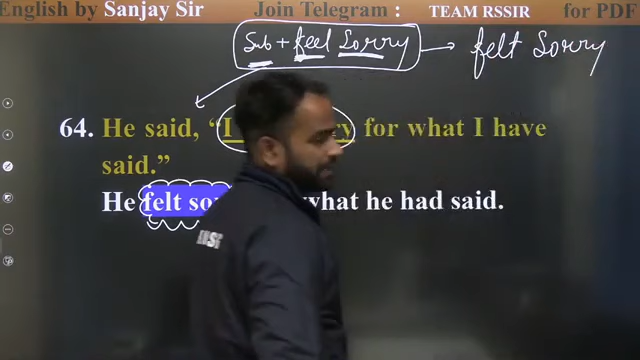 English by Sanjay Sir Join Telegram : TEAM RSSIR for PDF
Sub + feel Sorry → felt Sorry
64. He said, “I for what I have
said.”
He felt what he had said.